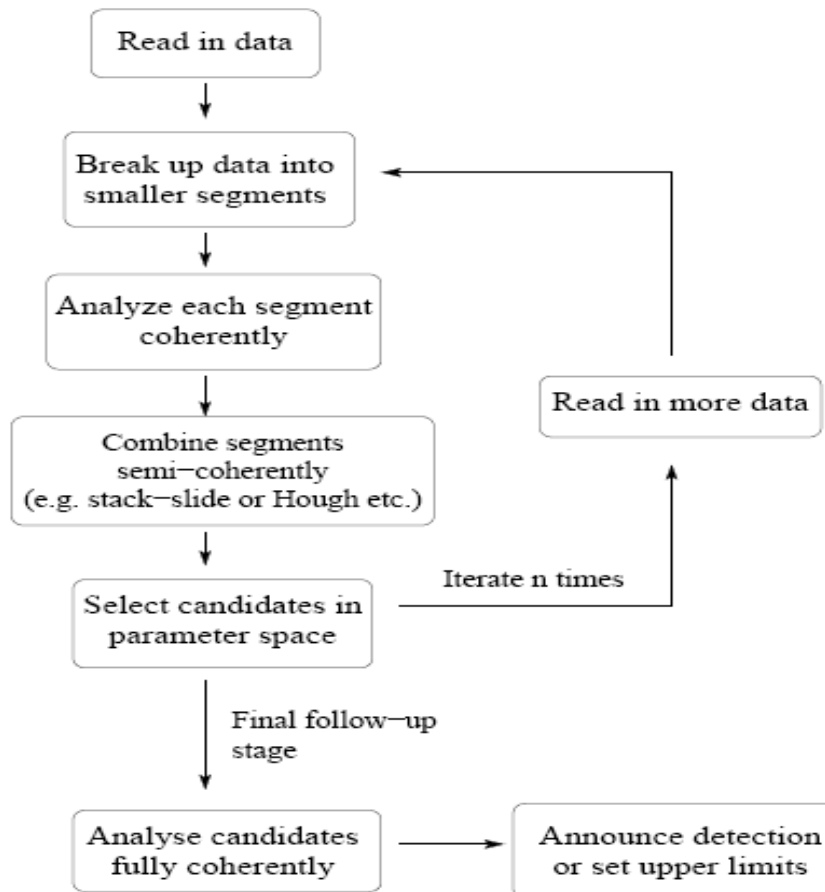 Read in data
Break up data into
smaller segments
Analyze each segment
coherently
Combine segments
semi−coherently
(e.g. stack−slide or Hough etc.)
Select candidates in
parameter space
Iterate n times
Read in more data
Final follow−up
stage
Analyse candidates
fully coherently
Announce detection
or set upper limits